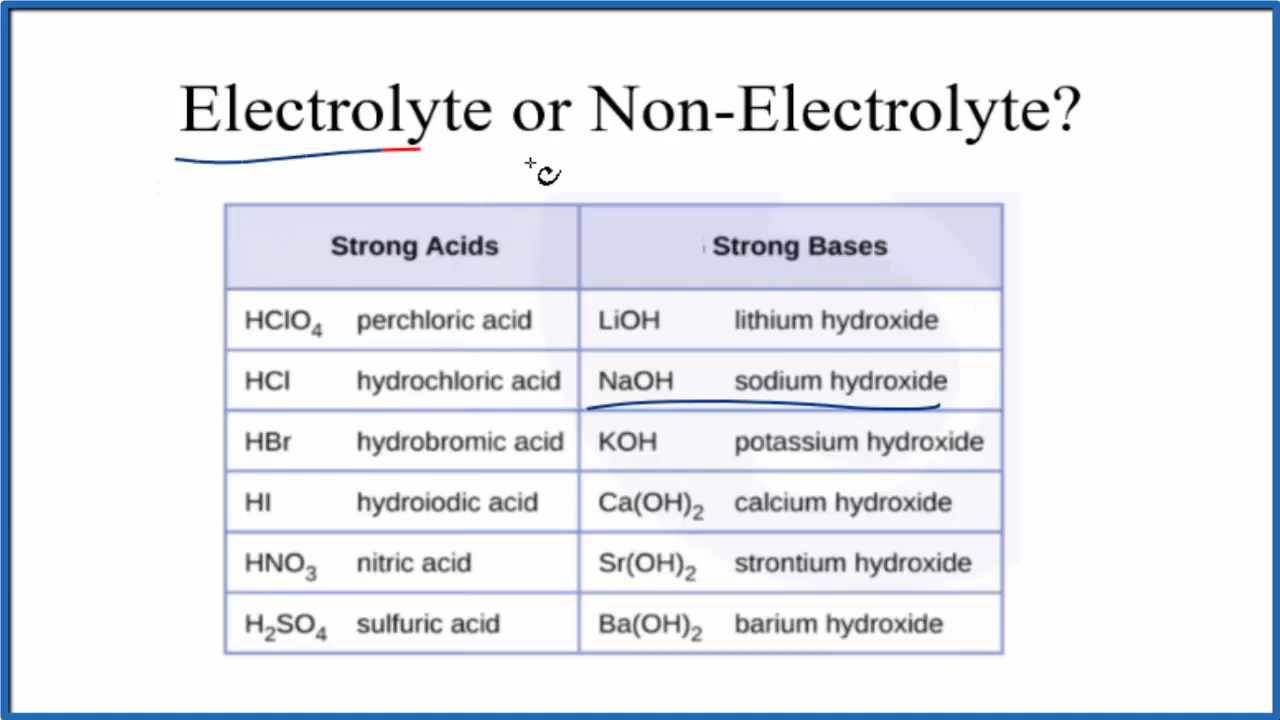 Electrolyte or Non-Electrolyte?
Strong Acids Strong Bases
HClO₄ perchloric acid LiOH lithium hydroxide
HCl hydrochloric acid NaOH sodium hydroxide
HBr hydrobromic acid KOH potassium hydroxide
HI hydroiodic acid Ca(OH)₂ calcium hydroxide
HNO₃ nitric acid Sr(OH)₂ strontium hydroxide
H₂SO₄ sulfuric acid Ba(OH)₂ barium hydroxide